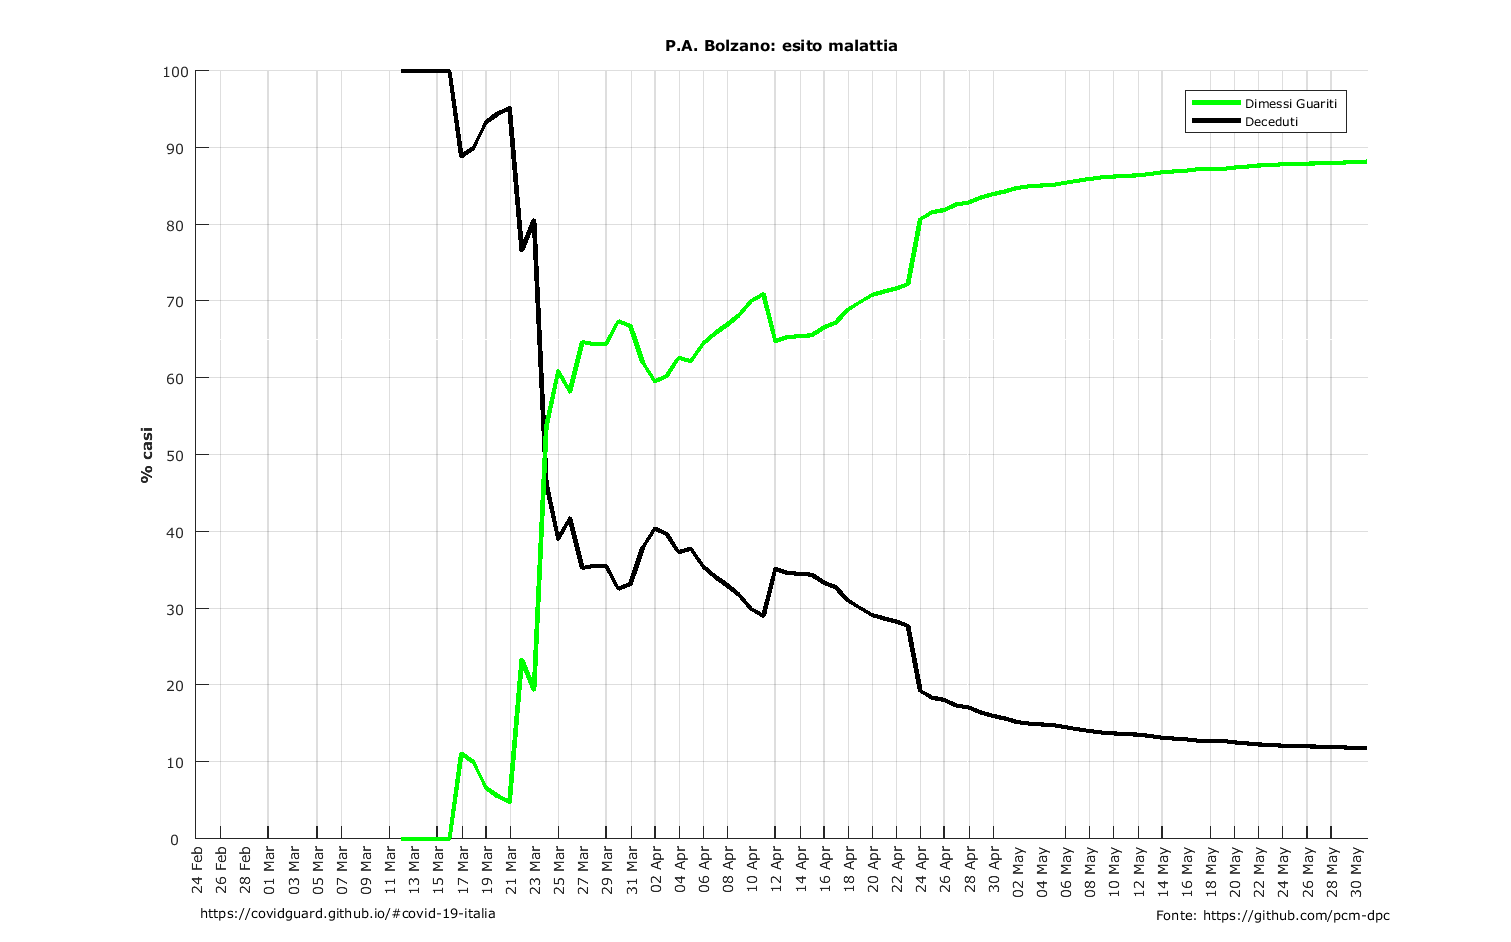 P.A. Bolzano: esito malattia
Dimessi Guariti
Deceduti
% casi
100
90
80
70
60
50
40
30
20
10
0
24 Feb
26 Feb
28 Feb
01 Mar
03 Mar
05 Mar
07 Mar
09 Mar
11 Mar
13 Mar
15 Mar
17 Mar
19 Mar
21 Mar
23 Mar
25 Mar
27 Mar
29 Mar
31 Mar
02 Apr
04 Apr
06 Apr
08 Apr
10 Apr
12 Apr
14 Apr
16 Apr
18 Apr
20 Apr
22 Apr
24 Apr
26 Apr
28 Apr
30 Apr
02 May
04 May
06 May
08 May
10 May
12 May
14 May
16 May
18 May
20 May
22 May
24 May
26 May
28 May
30 May
https://covidguard.github.io/#covid-19-italia
Fonte: https://github.com/pcm-dpc